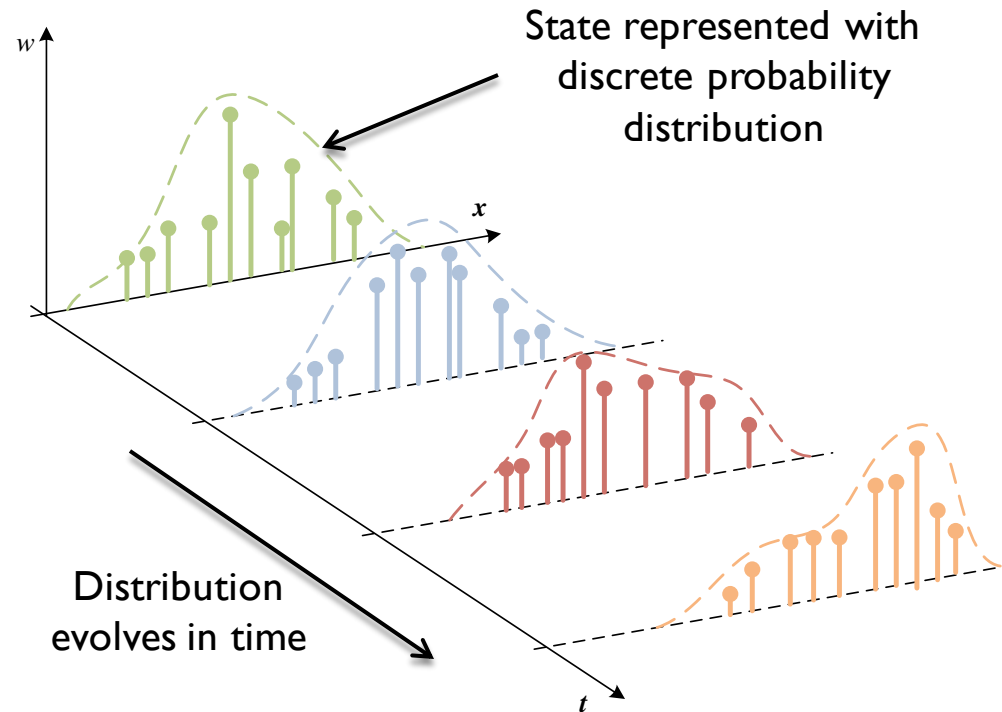 State represented with
discrete probability
distribution
w
x
Distribution
evolves in time
t